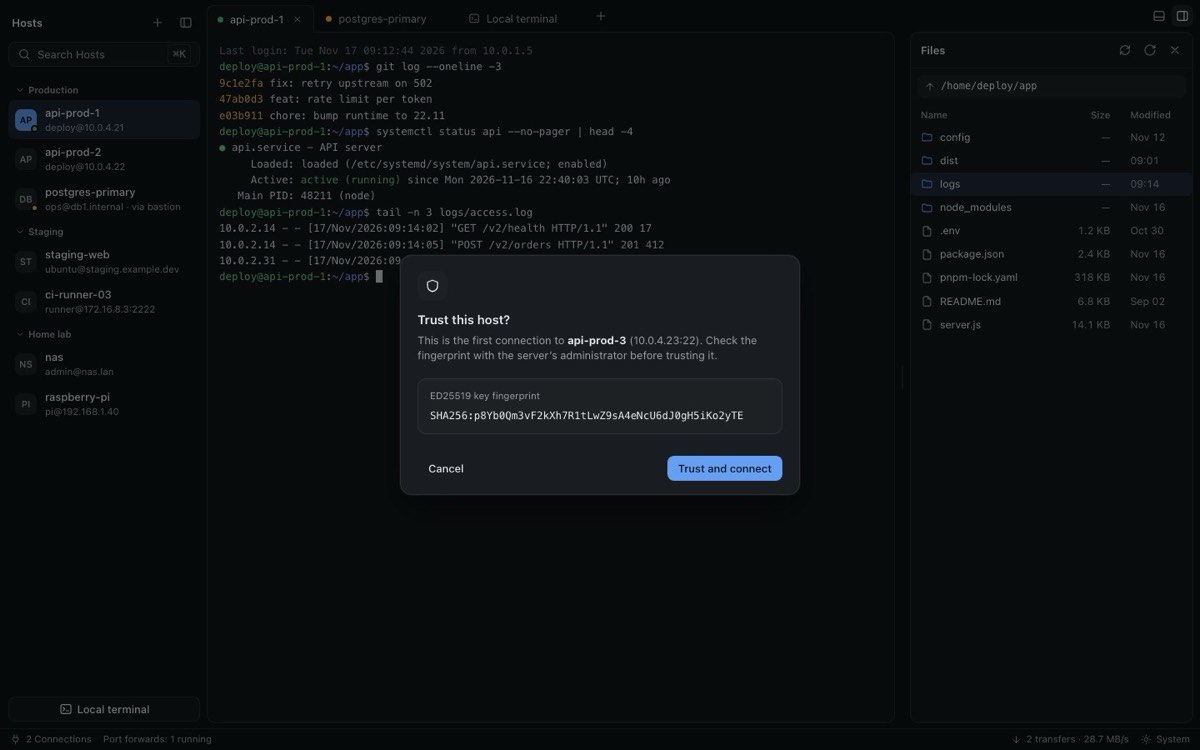 Hosts
Search Hosts
⌘K
Production
AP
api-prod-1
deploy@10.0.4.21
AP
api-prod-2
deploy@10.0.4.22
DB
postgres-primary
ops@db1.internal · via bastion
Staging
ST
staging-web
ubuntu@staging.example.dev
CI
ci-runner-03
runner@172.16.8.3:2222
Home lab
NS
nas
admin@nas.lan
PI
raspberry-pi
pi@192.168.1.40
Local terminal
api-prod-1
postgres-primary
Local terminal
Last login: Tue Nov 17 09:12:44 2026 from 10.0.1.5
deploy@api-prod-1:~/app$ git log --oneline -3
9c1e2fa fix: retry upstream on 502
47ab0d3 feat: rate limit per token
e03b911 chore: bump runtime to 22.11
deploy@api-prod-1:~/app$ systemctl status api --no-pager | head -4
● api.service - API server
Loaded: loaded (/etc/systemd/system/api.service; enabled)
Active: active (running) since Mon 2026-11-16 22:40:03 UTC; 10h ago
Main PID: 48211 (node)
deploy@api-prod-1:~/app$ tail -n 3 logs/access.log
10.0.2.14 - - [17/Nov/2026:09:14:02] "GET /v2/health HTTP/1.1" 200 17
10.0.2.14 - - [17/Nov/2026:09:14:05] "POST /v2/orders HTTP/1.1" 201 412
10.0.2.31 - - [17/Nov/2026:09
deploy@api-prod-1:~/app$
Trust this host?
This is the first connection to api-prod-3 (10.0.4.23:22). Check the
fingerprint with the server's administrator before trusting it.
ED25519 key fingerprint
SHA256:p8Yb0Qm3vF2kXh7R1tLwZ9sA4eNcU6dJ0gH5iKo2yTE
Cancel
Trust and connect
Files
/home/deploy/app
Name Size Modified
config — Nov 12
dist — 09:01
logs — 09:14
node_modules — Nov 16
.env 1.2 KB Oct 30
package.json 2.4 KB Nov 16
pnpm-lock.yaml 318 KB Nov 16
README.md 6.8 KB Sep 02
server.js 14.1 KB Nov 16
2 Connections
Port forwards: 1 running
2 transfers · 28.7 MB/s
System